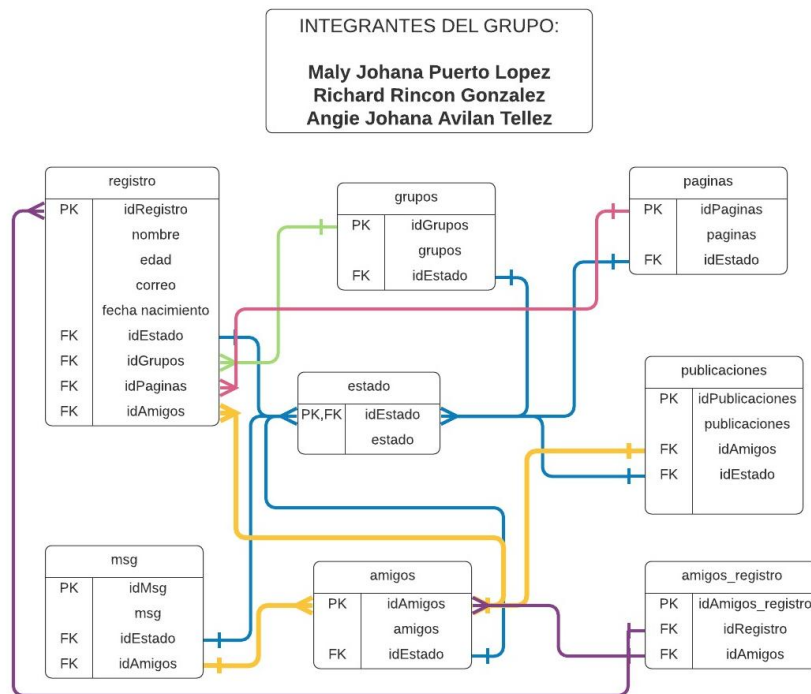 INTEGRANTES DEL GRUPO:
Maly Johana Puerto Lopez
Richard Rincon Gonzalez
Angie Johana Avilan Tellez
registro
PK idRegistro
nombre
edad
correo
fecha nacimiento
FK idEstado
FK idGrupos
FK idPaginas
FK idAmigos
grupos
PK idGrupos
grupos
FK idEstado
paginas
PK idPaginas
paginas
FK idEstado
estado
PK,FK idEstado
estado
publicaciones
PK idPublicaciones
publicaciones
FK idAmigos
FK idEstado
msg
PK idMsg
msg
FK idEstado
FK idAmigos
amigos
PK idAmigos
amigos
FK idEstado
amigos_registro
PK idAmigos_registro
FK idRegistro
FK idAmigos